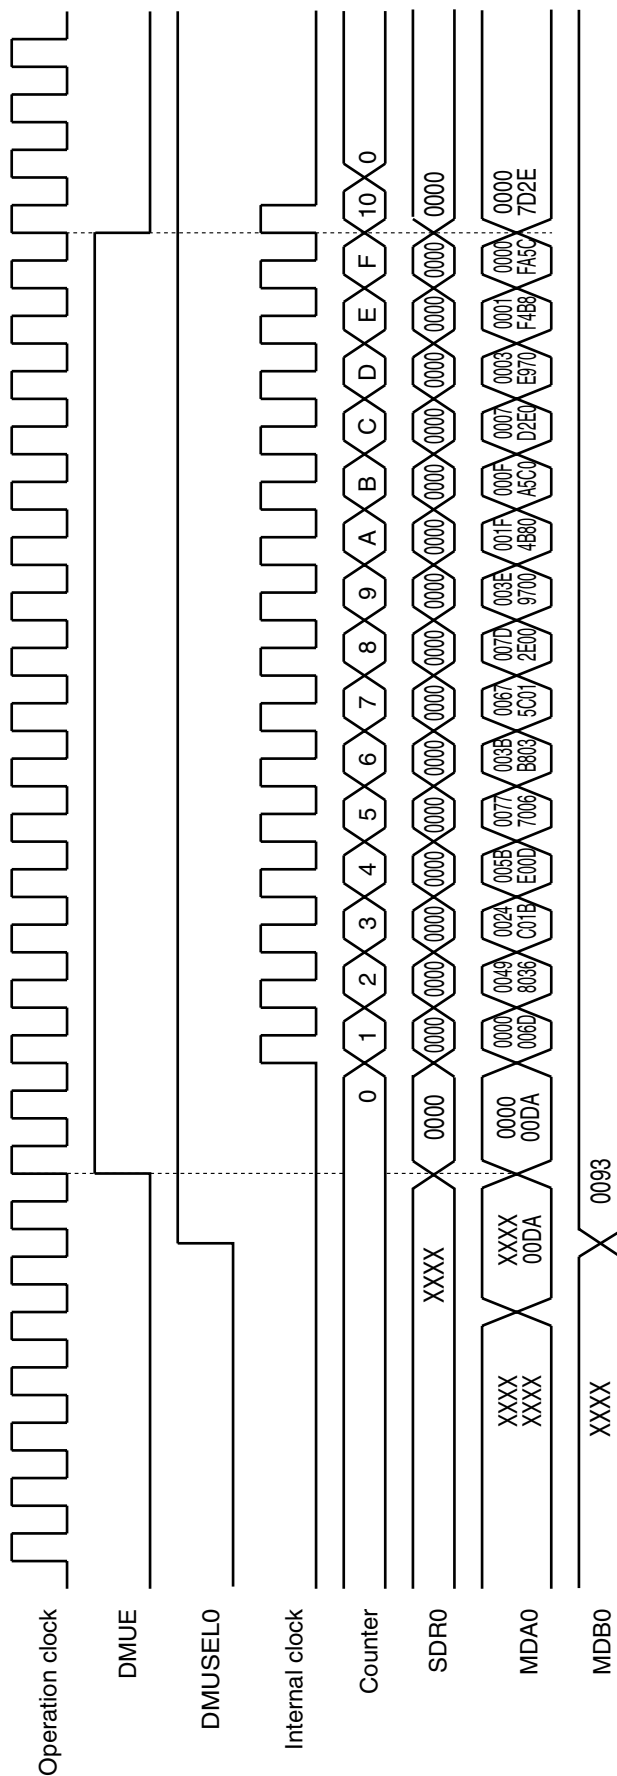 Operation clock
DMUE
DMUSEL0
Internal clock
Counter
0 1 2 3 4 5 6 7 8 9 A B C D E F 10 0
SDR0
XXXX 0000 0000 0000 0000 0000 0000 0000 0000 0000 0000 0000 0000 0000 0000 0000 0000 0000
MDA0
XXXX XXXX 0000 0000 0049 0024 005B 0077 003B 0067 007D 003E 001F 000F 0007 0003 0001 0000 0000
XXXX 00DA 00DA 006D 8036 C01B E00D 7006 B803 5C01 2E00 9700 4B80 A5C0 D2E0 E970 F4B8 FA5C 7D2E
MDB0
XXXX 0093